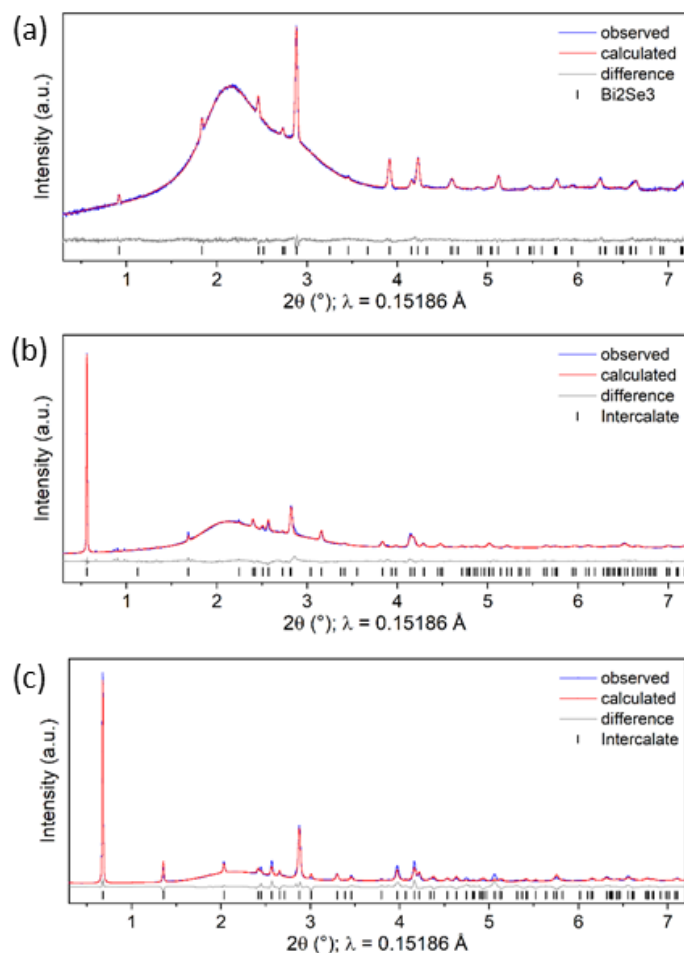 (a)
observed
calculated
difference
Bi2Se3
Intensity (a.u.)
1 2 3 4 5 6 7
2θ (°); λ = 0.15186 Å
(b)
observed
calculated
difference
Intercalate
Intensity (a.u.)
1 2 3 4 5 6 7
2θ (°); λ = 0.15186 Å
(c)
observed
calculated
difference
Intercalate
Intensity (a.u.)
1 2 3 4 5 6 7
2θ (°); λ = 0.15186 Å